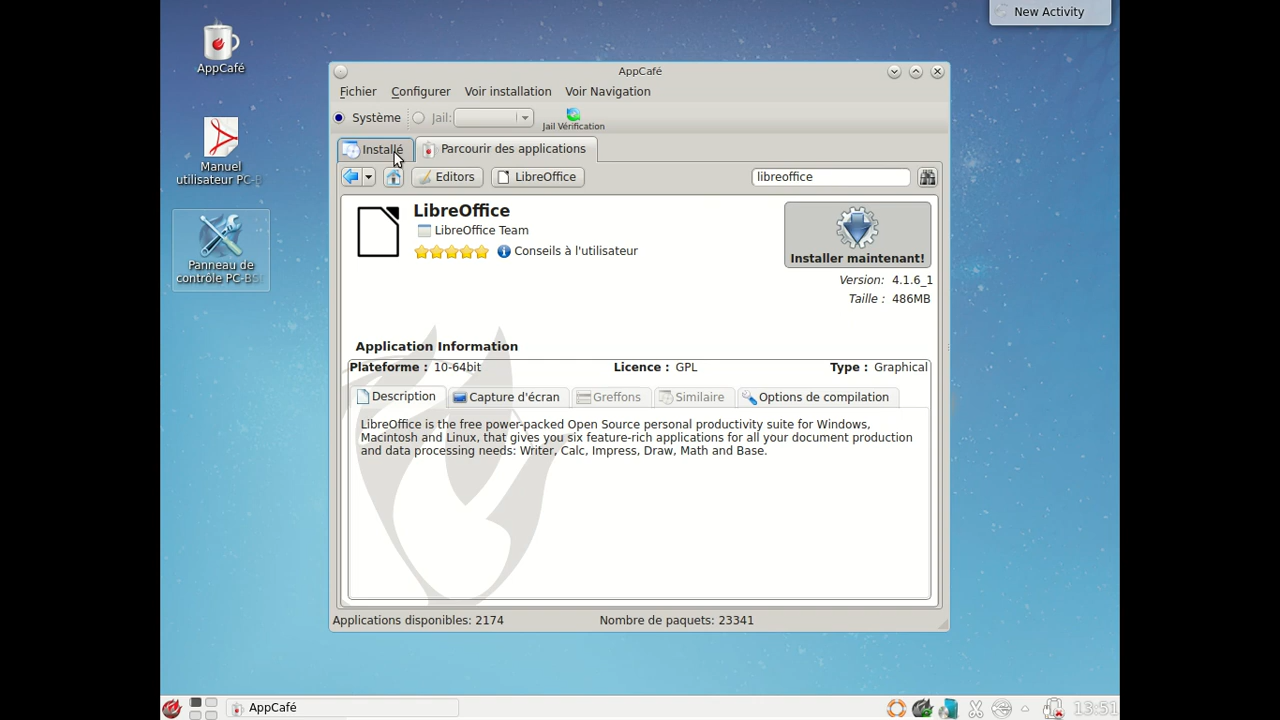 New Activity
AppCafé
Manuel
utilisateur PC-B
Panneau de
contrôle PC-BS
AppCafé
Fichier Configurer Voir installation Voir Navigation
Système Jail: Jail Vérification
Installé Parcourir des applications
Editors LibreOffice libreoffice
LibreOffice
LibreOffice Team
Conseils à l'utilisateur
Installer maintenant!
Version: 4.1.6_1
Taille : 486MB
Application Information
Plateforme : 10-64bit Licence : GPL Type : Graphical
Description Capture d'écran Greffons Similaire Options de compilation
LibreOffice is the free power-packed Open Source personal productivity suite for Windows,
Macintosh and Linux, that gives you six feature-rich applications for all your document production
and data processing needs: Writer, Calc, Impress, Draw, Math and Base.
Applications disponibles: 2174 Nombre de paquets: 23341
AppCafé 13:51